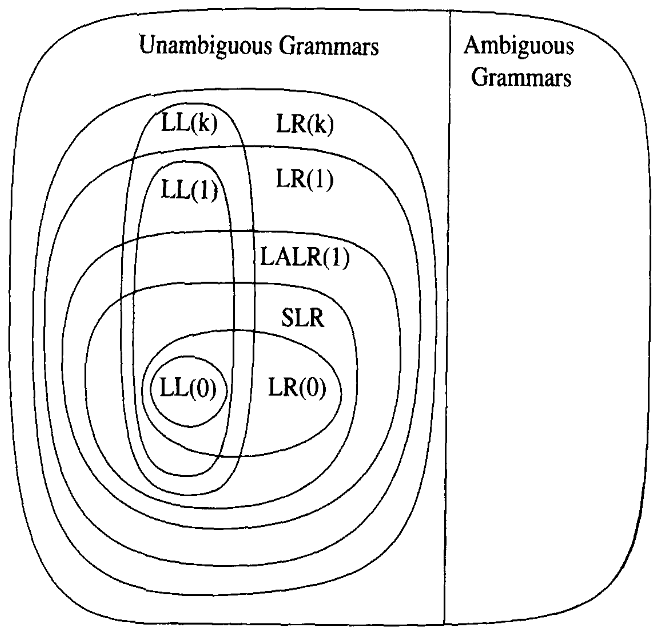 Unambiguous Grammars
Ambiguous
Grammars
LL(k)
LR(k)
LL(1)
LR(1)
LALR(1)
SLR
LL(0)
LR(0)